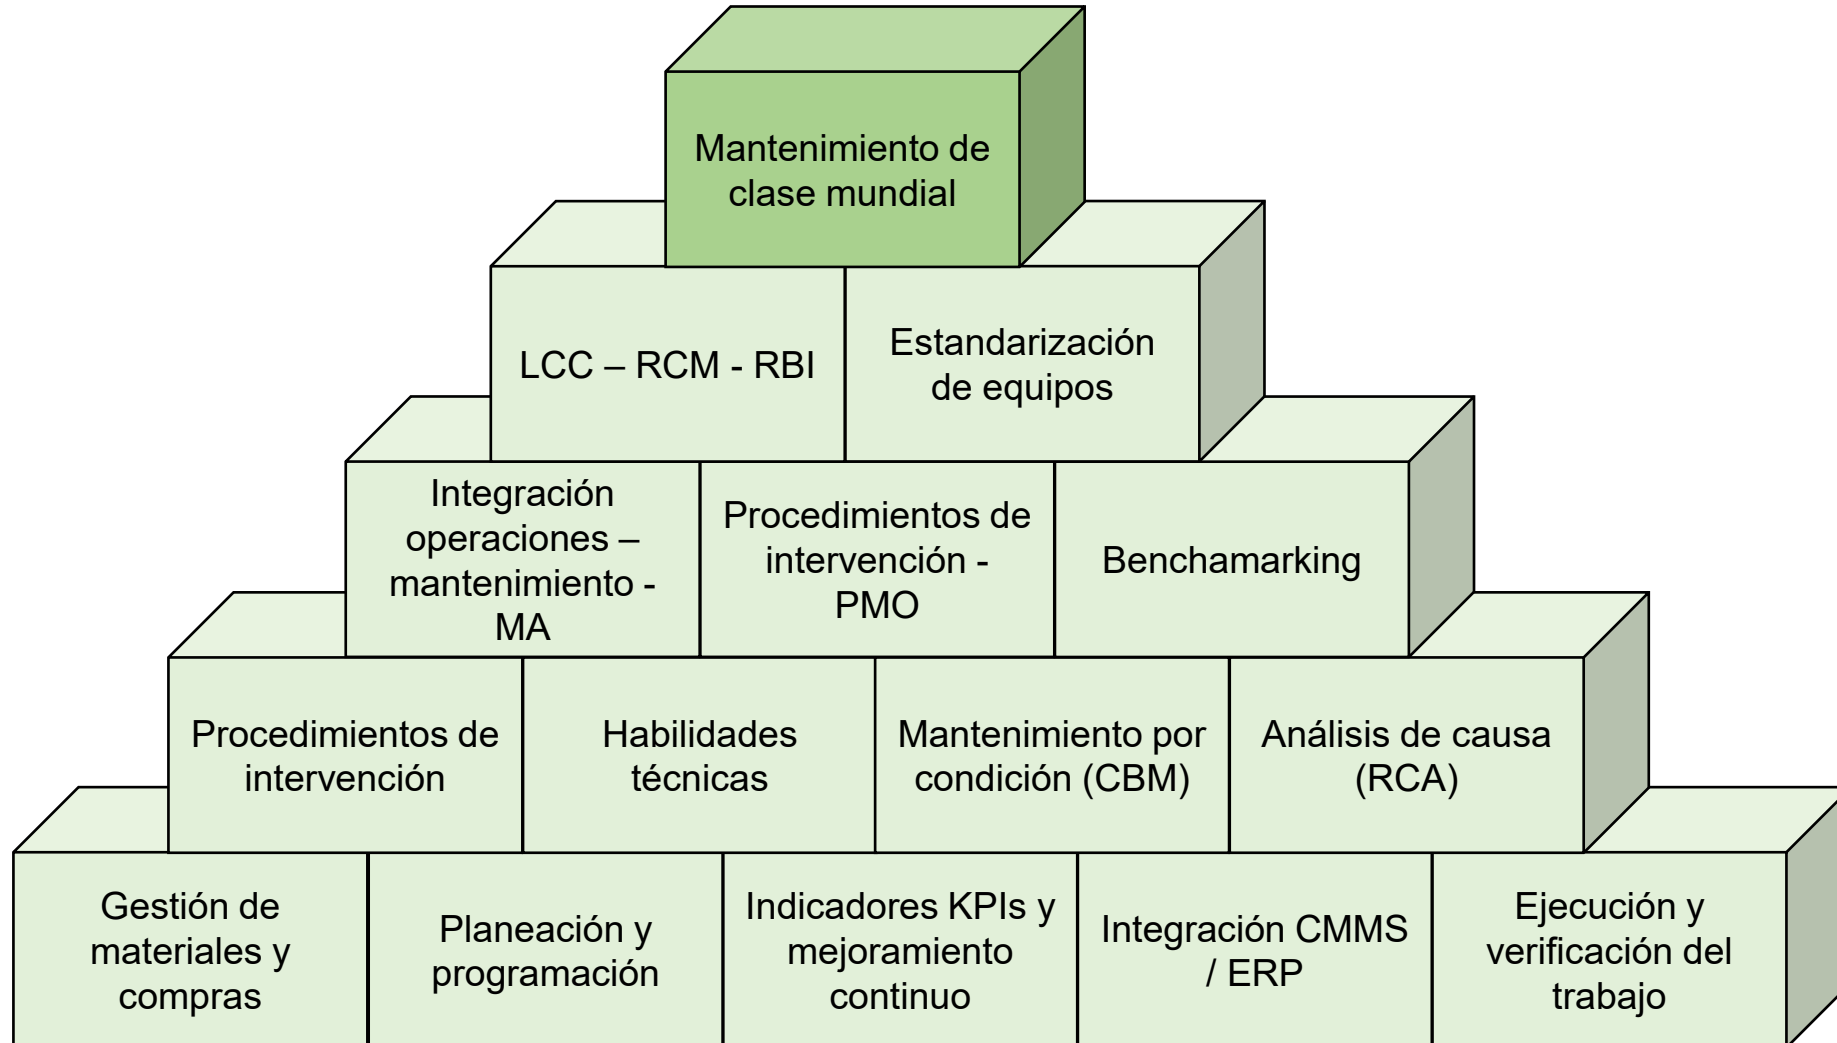 Mantenimiento de
clase mundial
LCC – RCM - RBI
Estandarización
de equipos
Integración
operaciones –
mantenimiento -
MA
Procedimientos de
intervención -
PMO
Benchamarking
Procedimientos de
intervención
Habilidades
técnicas
Mantenimiento por
condición (CBM)
Análisis de causa
(RCA)
Gestión de
materiales y
compras
Planeación y
programación
Indicadores KPIs y
mejoramiento
continuo
Integración CMMS
/ ERP
Ejecución y
verificación del
trabajo